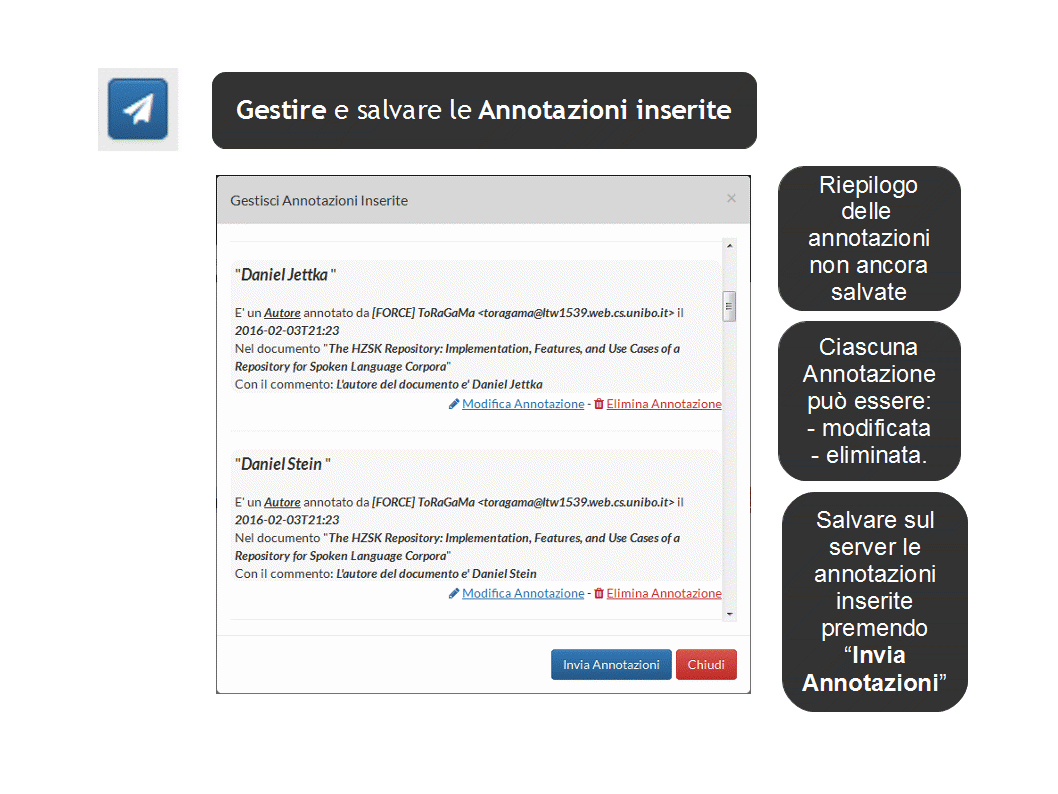 Gestire e salvare le Annotazioni inserite
Gestisci Annotazioni Inserite
×
"Daniel Jettka "
E' un Autore annotato da [FORCE] ToRaGaMa <toragama@ltw1539.web.cs.unibo.it> il
2016-02-03T21:23
Nel documento "The HZSK Repository: Implementation, Features, and Use Cases of a
Repository for Spoken Language Corpora"
Con il commento: L'autore del documento e' Daniel Jettka
Modifica Annotazione - Elimina Annotazione
"Daniel Stein "
E' un Autore annotato da [FORCE] ToRaGaMa <toragama@ltw1539.web.cs.unibo.it> il
2016-02-03T21:23
Nel documento "The HZSK Repository: Implementation, Features, and Use Cases of a
Repository for Spoken Language Corpora"
Con il commento: L'autore del documento e' Daniel Stein
Modifica Annotazione - Elimina Annotazione
Invia Annotazioni
Chiudi
Riepilogo
delle
annotazioni
non ancora
salvate
Ciascuna
Annotazione
può essere:
- modificata
- eliminata.
Salvare sul
server le
annotazioni
inserite
premendo
“Invia
Annotazioni”